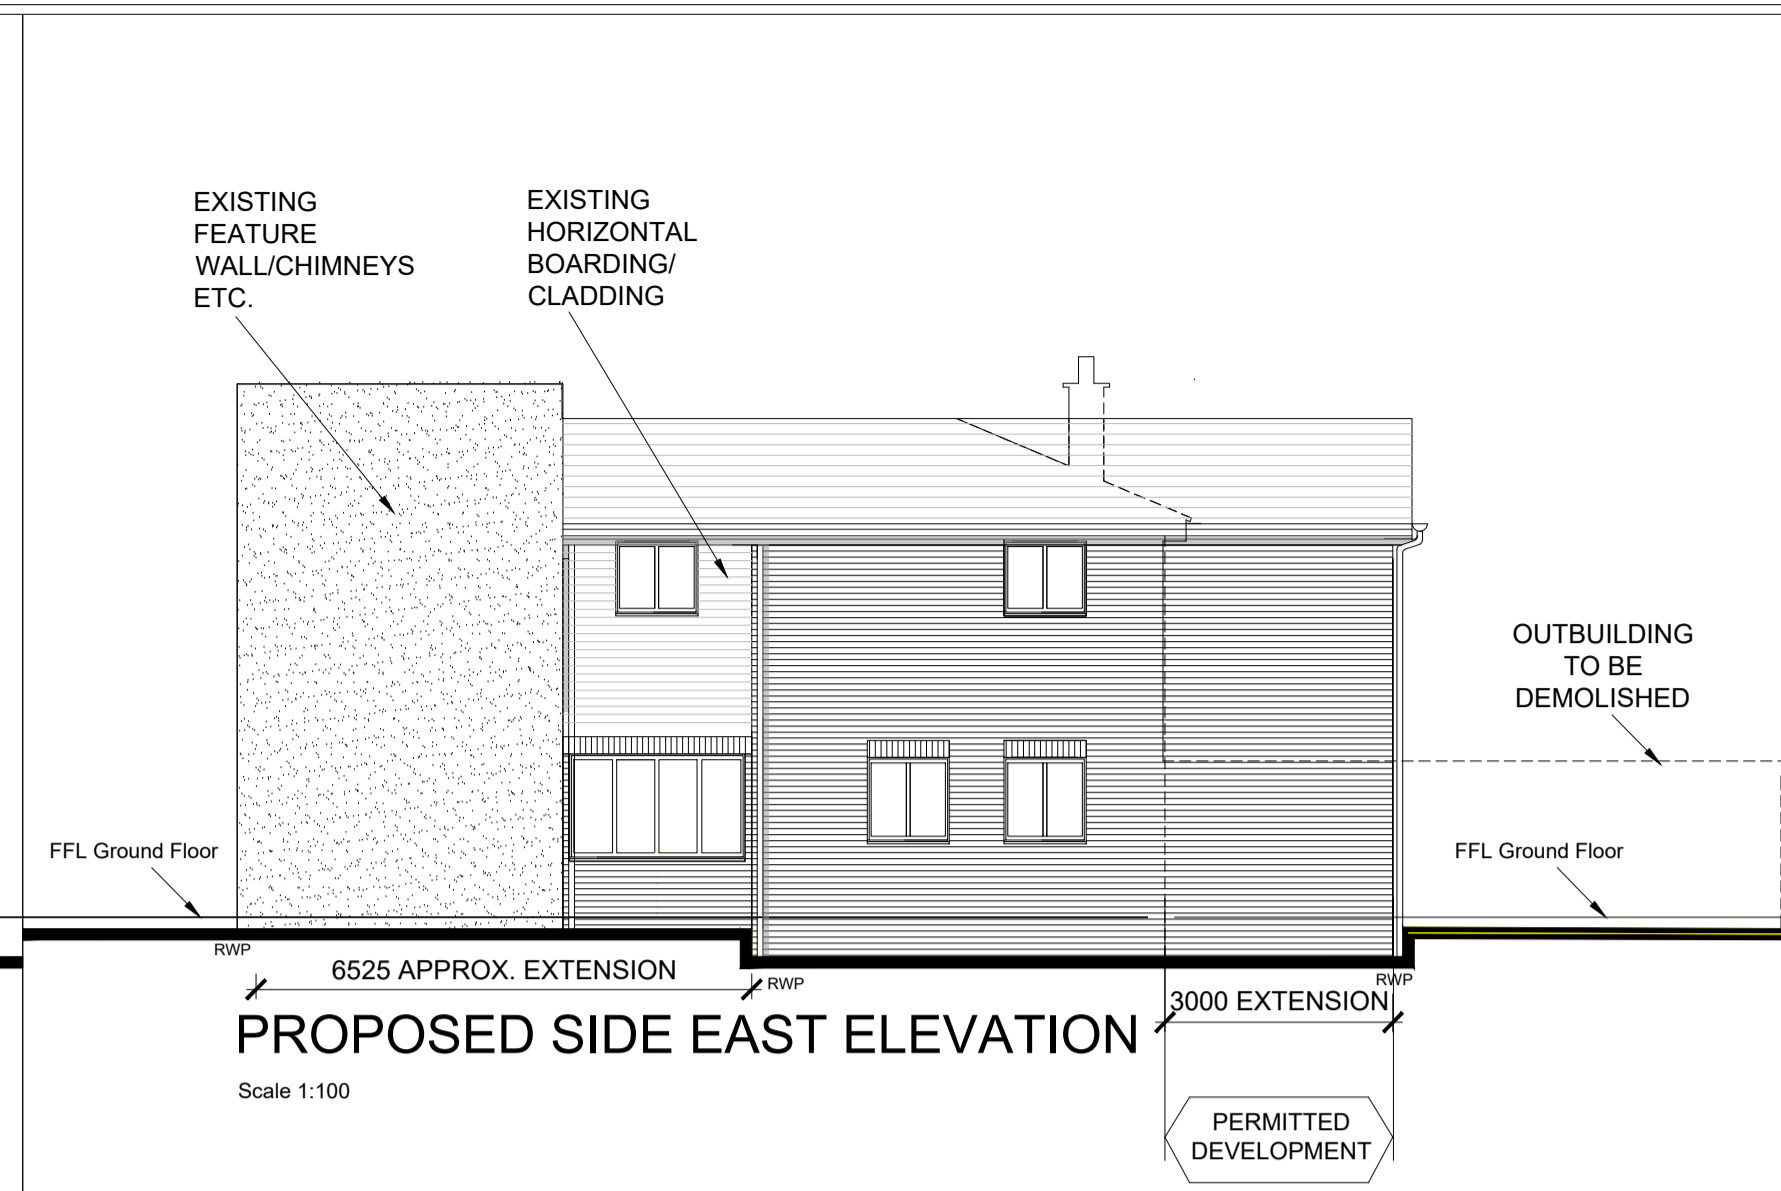 EXISTING
FEATURE
WALL/CHIMNEYS
ETC.
EXISTING
HORIZONTAL
BOARDING/
CLADDING
OUTBUILDING
TO BE
DEMOLISHED
FFL Ground Floor
FFL Ground Floor
RWP
6525 APPROX. EXTENSION
RWP
RWP
3000 EXTENSION
PROPOSED SIDE EAST ELEVATION
Scale 1:100
PERMITTED
DEVELOPMENT